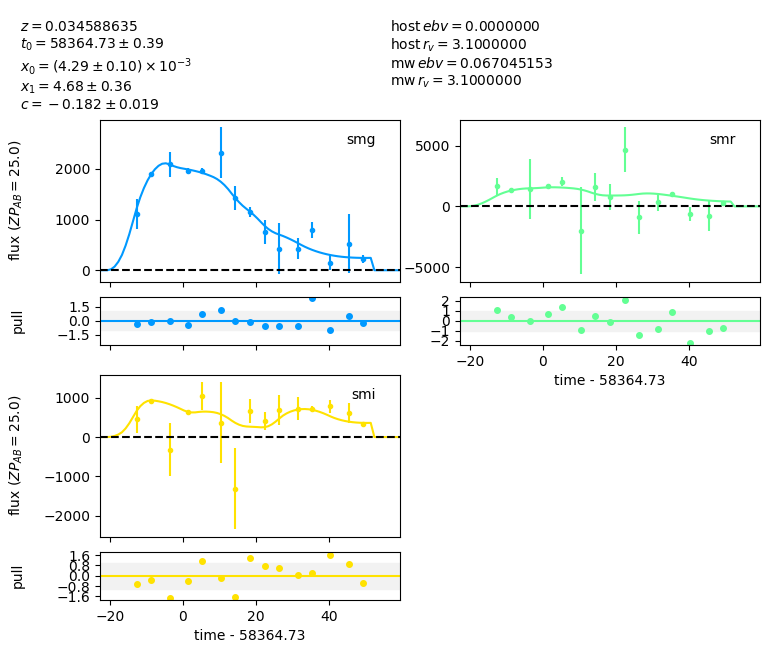 z = 0.034588635
t₀ = 58364.73 ± 0.39
x₀ = (4.29 ± 0.10) × 10⁻³
x₁ = 4.68 ± 0.36
c = −0.182 ± 0.019
host ebv = 0.0000000
host r_v = 3.1000000
mw ebv = 0.067045153
mw r_v = 3.1000000
smg
2000
1000
0
flux (ZP_AB = 25.0)
1.5
0.0
−1.5
pull
smr
5000
0
−5000
2
1
0
−1
−2
−20 0 20 40
time - 58364.73
smi
1000
0
−1000
−2000
flux (ZP_AB = 25.0)
1.6
0.8
0.0
−0.8
−1.6
pull
−20 0 20 40
time - 58364.73